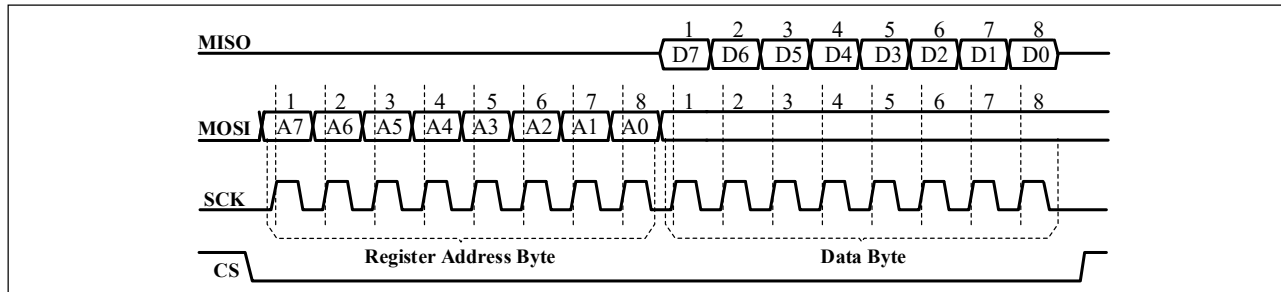 1 2 3 4 5 6 7 8
MISO D7 D6 D5 D4 D3 D2 D1 D0
1 2 3 4 5 6 7 8 1 2 3 4 5 6 7 8
MOSI A7 A6 A5 A4 A3 A2 A1 A0
SCK
Register Address Byte Data Byte
CS